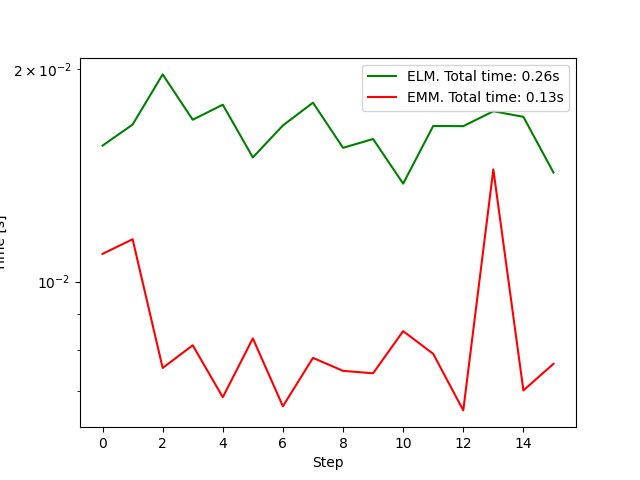 2 × 10⁻²
10⁻²
ELM. Total time: 0.26s
EMM. Total time: 0.13s
0 2 4 6 8 10 12 14
Step